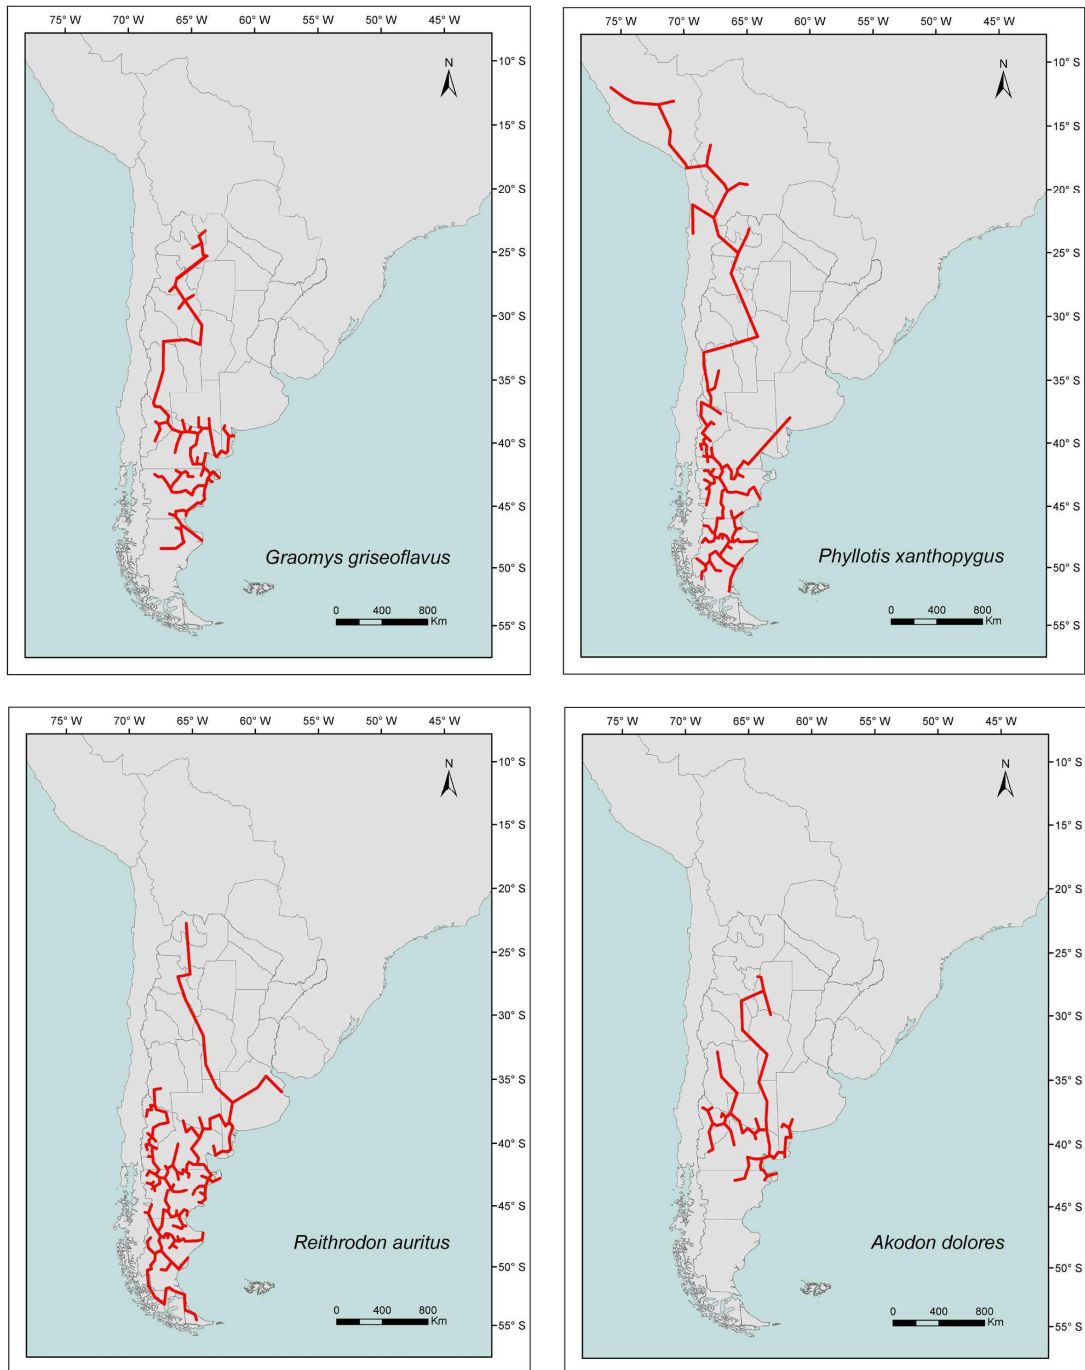 75° W 70° W 65° W 60° W 55° W 50° W 45° W
10° S
N
15° S
20° S
25° S
30° S
35° S
40° S
45° S
Graomys griseoflavus
50° S
0 400 800
Km
55° S
75° W 70° W 65° W 60° W 55° W 50° W 45° W
10° S
N
15° S
20° S
25° S
30° S
35° S
40° S
45° S
Phyllotis xanthopygus
50° S
0 400 800
Km
55° S
75° W 70° W 65° W 60° W 55° W 50° W 45° W
10° S
N
15° S
20° S
25° S
30° S
35° S
40° S
45° S
Reithrodon auritus
50° S
0 400 800
Km
55° S
75° W 70° W 65° W 60° W 55° W 50° W 45° W
10° S
N
15° S
20° S
25° S
30° S
35° S
40° S
45° S
Akodon dolores
50° S
0 400 800
Km
55° S